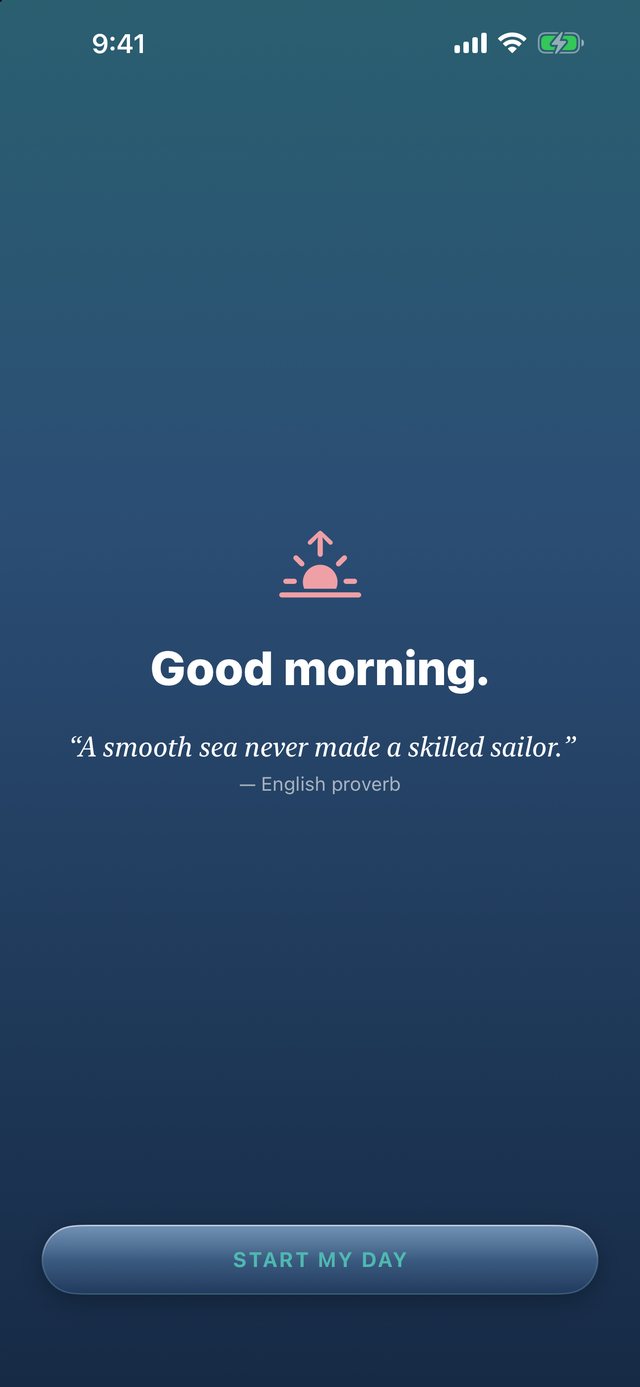 9:41
Good morning.
“A smooth sea never made a skilled sailor.”
— English proverb
START MY DAY